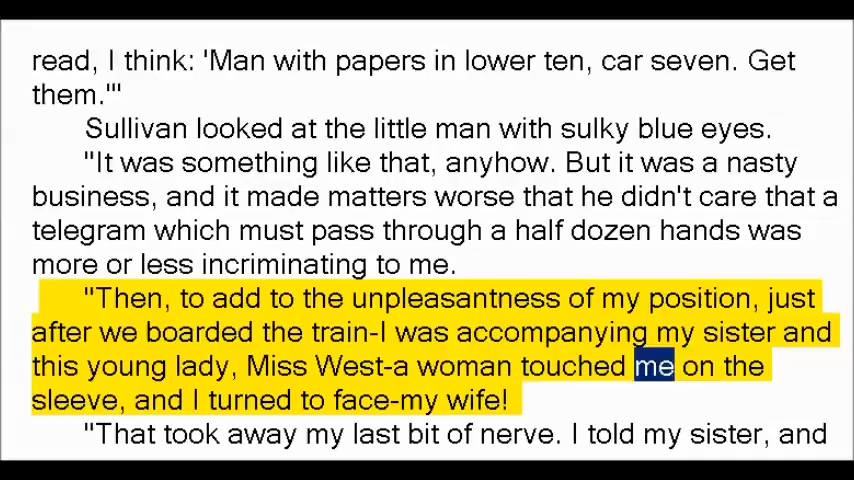 read, I think: 'Man with papers in lower ten, car seven. Get
them.'"
Sullivan looked at the little man with sulky blue eyes.
"It was something like that, anyhow. But it was a nasty
business, and it made matters worse that he didn't care that a
telegram which must pass through a half dozen hands was
more or less incriminating to me.
"Then, to add to the unpleasantness of my position, just
after we boarded the train-I was accompanying my sister and
this young lady, Miss West-a woman touched me on the
sleeve, and I turned to face-my wife!
"That took away my last bit of nerve. I told my sister, and